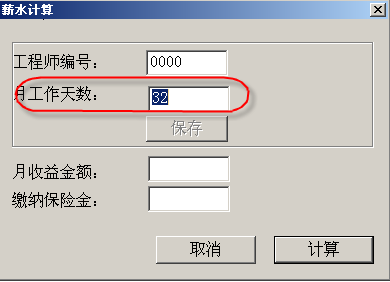 薪水计算
工程师编号： 0000
月工作天数： 32
保存
月收益金额：
缴纳保险金：
取消 计算